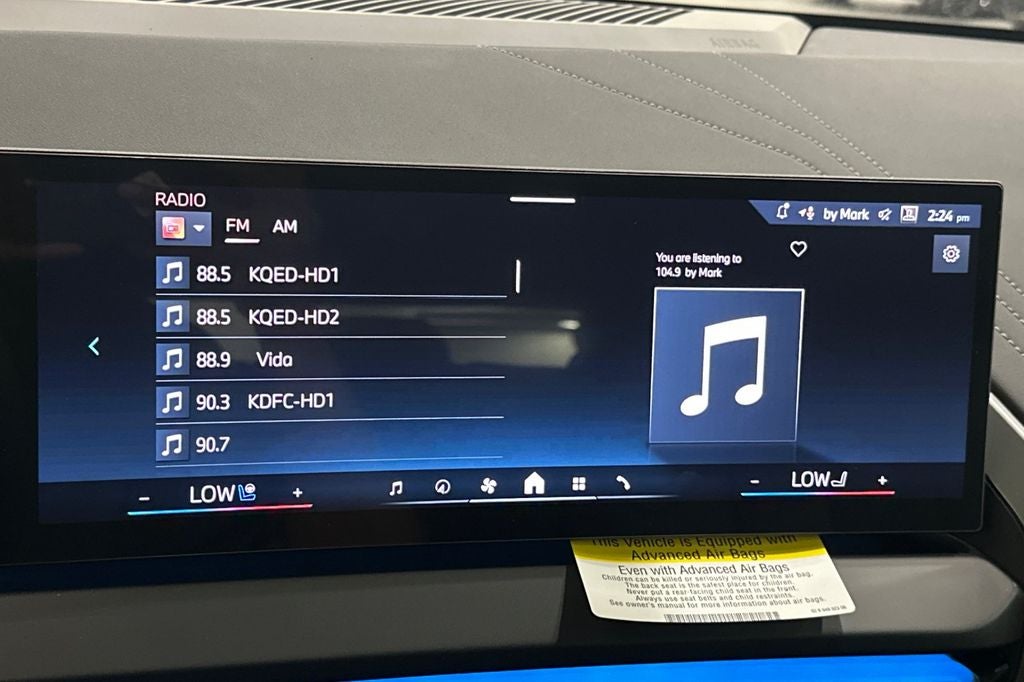 AIRBAG
RADIO
FM AM
by Mark 2:24 pm
You are listening to
104.9 by Mark
88.5 KQED-HD1
88.5 KQED-HD2
88.9 Vida
90.3 KDFC-HD1
90.7
- LOW +
- LOW +
This Vehicle is Equipped with
Advanced Air Bags
Even with Advanced Air Bags
Children can be killed or seriously injured by the air bag.
The back seat is the safest place for children.
Never put a rear-facing child seat in the front.
Always use seat belts and child restraints.
See owner's manual for more information about air bags.